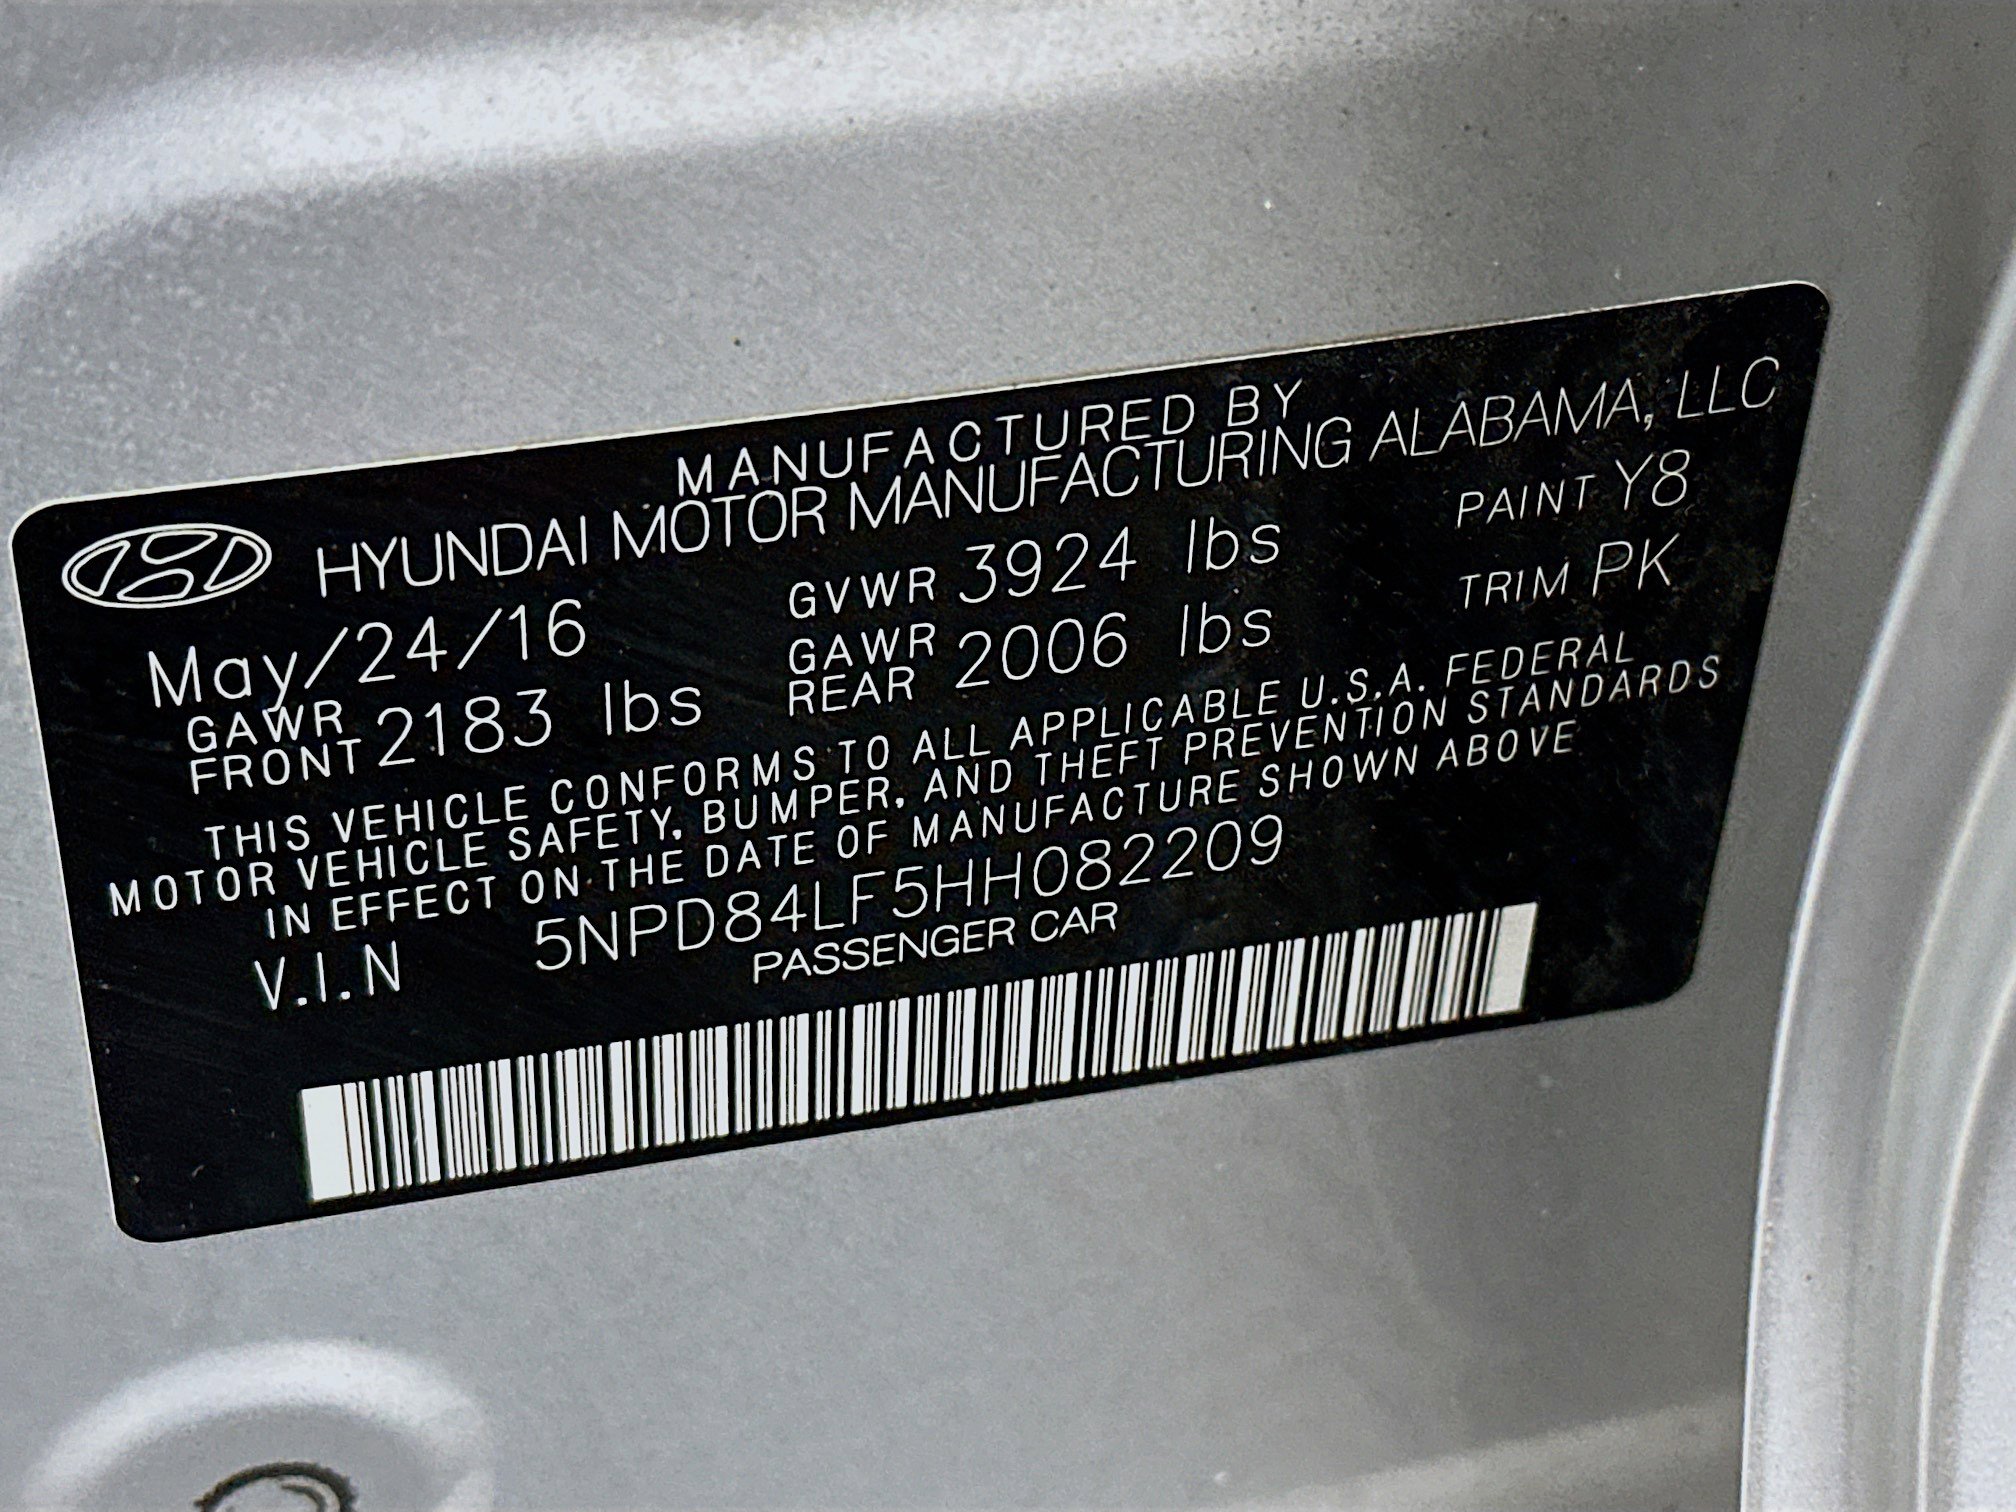 MANUFACTURED BY
HYUNDAI MOTOR MANUFACTURING ALABAMA, LLC
May/24/16 GVWR 3924 lbs PAINT Y8
GAWR FRONT 2183 lbs GAWR REAR 2006 lbs TRIM PK
THIS VEHICLE CONFORMS TO ALL APPLICABLE U.S.A. FEDERAL
MOTOR VEHICLE SAFETY, BUMPER, AND THEFT PREVENTION STANDARDS
IN EFFECT ON THE DATE OF MANUFACTURE SHOWN ABOVE
V.I.N 5NPD84LF5HH082209
PASSENGER CAR